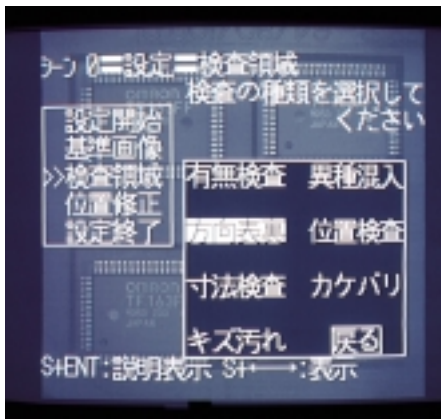 シーン 0=設定=検査領域
検査の種類を選択して
ください
設定開始
基準画像
>>検査領域
位置修正
設定終了
有無検査 異種混入
方向表裏 位置検査
寸法検査 カケバリ
キズ汚れ 戻る
omron
JAPAN
S+ENT:説明表示 S+←→:表示